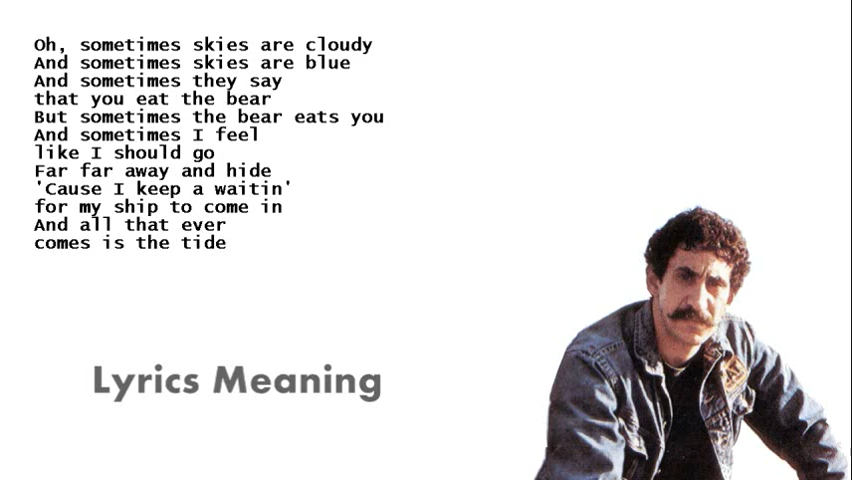 Oh, sometimes skies are cloudy
And sometimes skies are blue
And sometimes they say
that you eat the bear
But sometimes the bear eats you
And sometimes I feel
like I should go
Far far away and hide
'Cause I keep a waitin'
for my ship to come in
And all that ever
comes is the tide
Lyrics Meaning